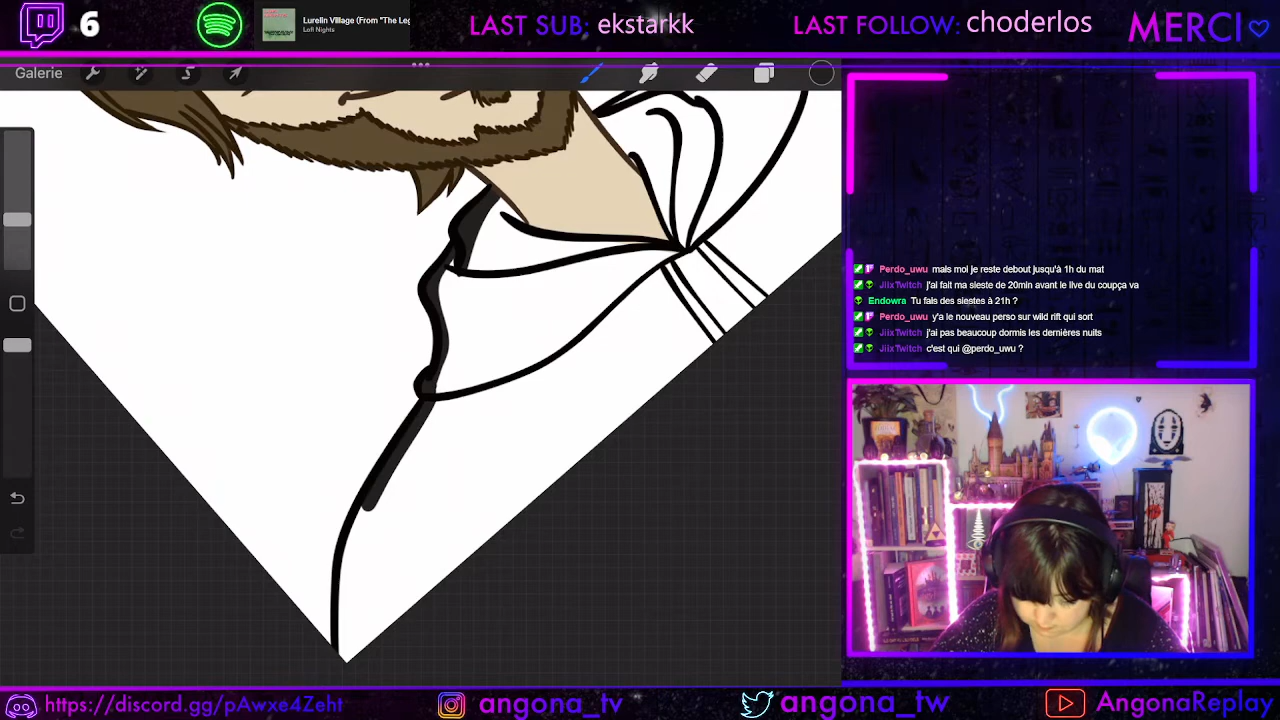 6
Lurelin Village (From "The Leg
Lofi Nights
LAST SUB: ekstarkk
LAST FOLLOW: choderlos
MERCI
Galerie
Perdo_uwu mais moi je reste debout jusqu'à 1h du mat
JiixTwitch j'ai fait ma sieste de 20min avant le live du coupça va
Endowra Tu fais des siestes à 21h ?
Perdo_uwu y'a le nouveau perso sur wild rift qui sort
JiixTwitch j'ai pas beaucoup dormis les dernières nuits
JiixTwitch c'est qui @perdo_uwu ?
https://discord.gg/pAwxe4Zeht
angona_tv
angona_tw
AngonaReplay